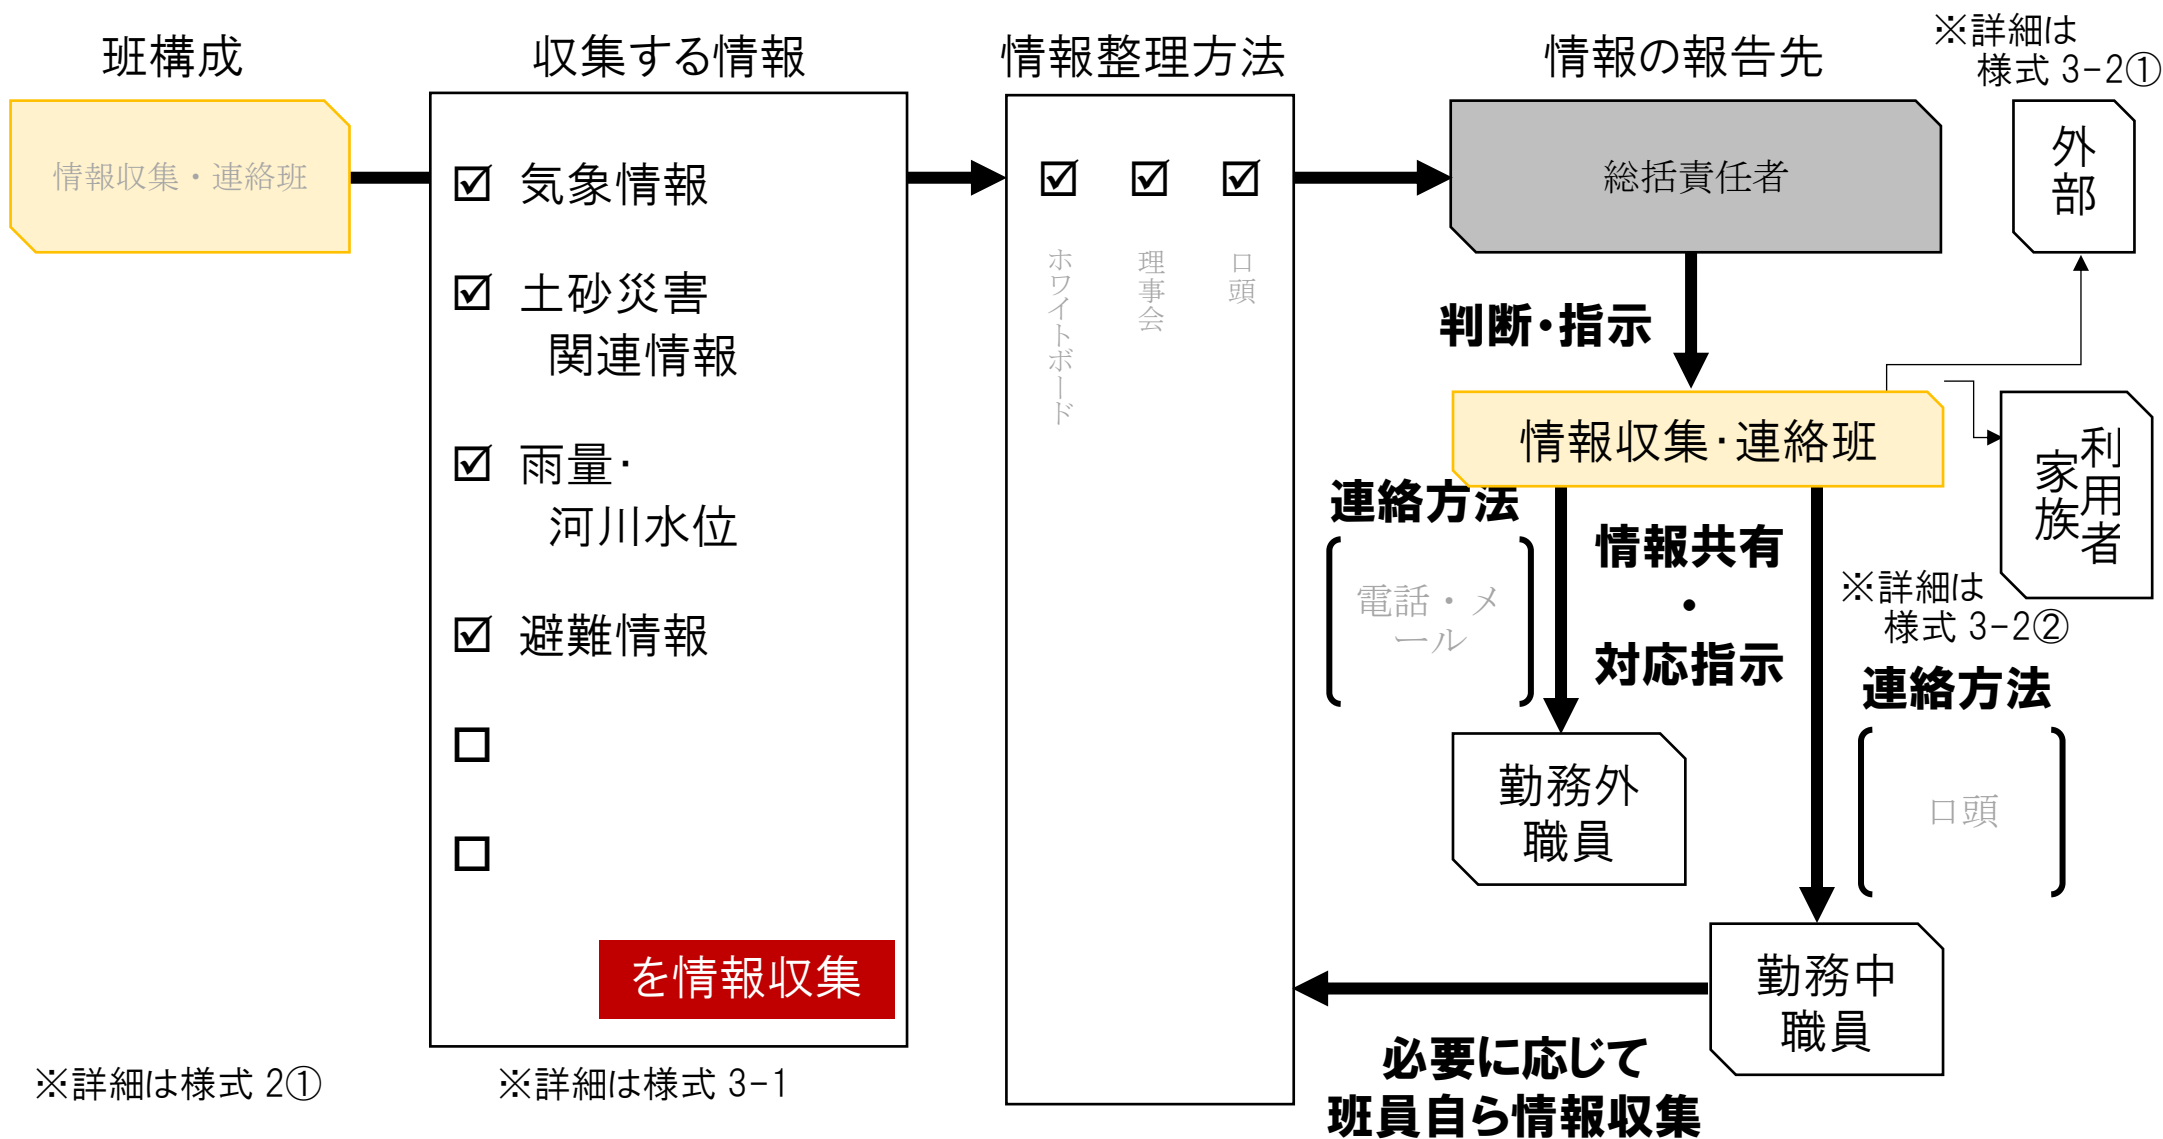 班構成
収集する情報
情報整理方法
情報の報告先
※詳細は
様式 3-2①
情報収集・連絡班
☑ 気象情報
☑ 土砂災害
関連情報
☑ 雨量・
河川水位
☑ 避難情報
☐
☐
を情報収集
☑ ☑ ☑
ホワイトボード
理事会
口頭
総括責任者
外部
判断・指示
情報収集・連絡班
利用者
家族
連絡方法
電話・メ
ール
情報共有
・
対応指示
※詳細は
様式 3-2②
連絡方法
口頭
勤務外
職員
勤務中
職員
必要に応じて
班員自ら情報収集
※詳細は様式 2①
※詳細は様式 3-1